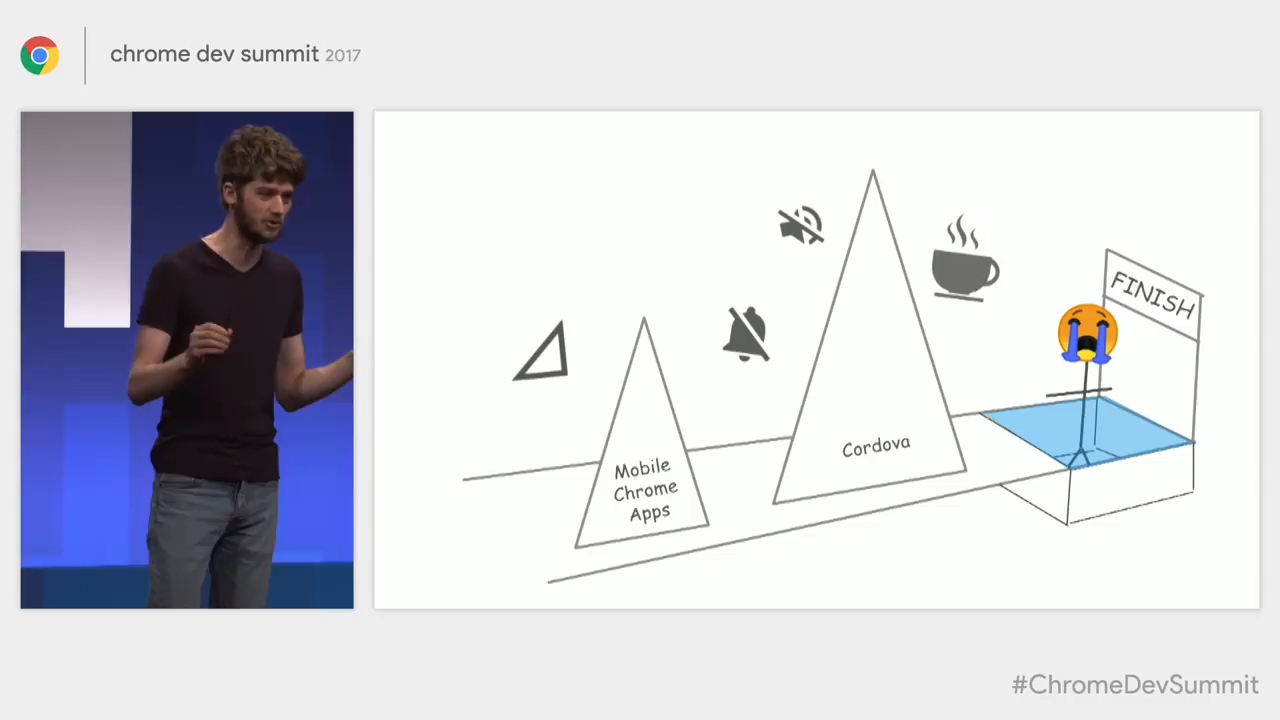 chrome dev summit 2017
FINISH
Cordova
Mobile
Chrome
Apps
#ChromeDevSummit